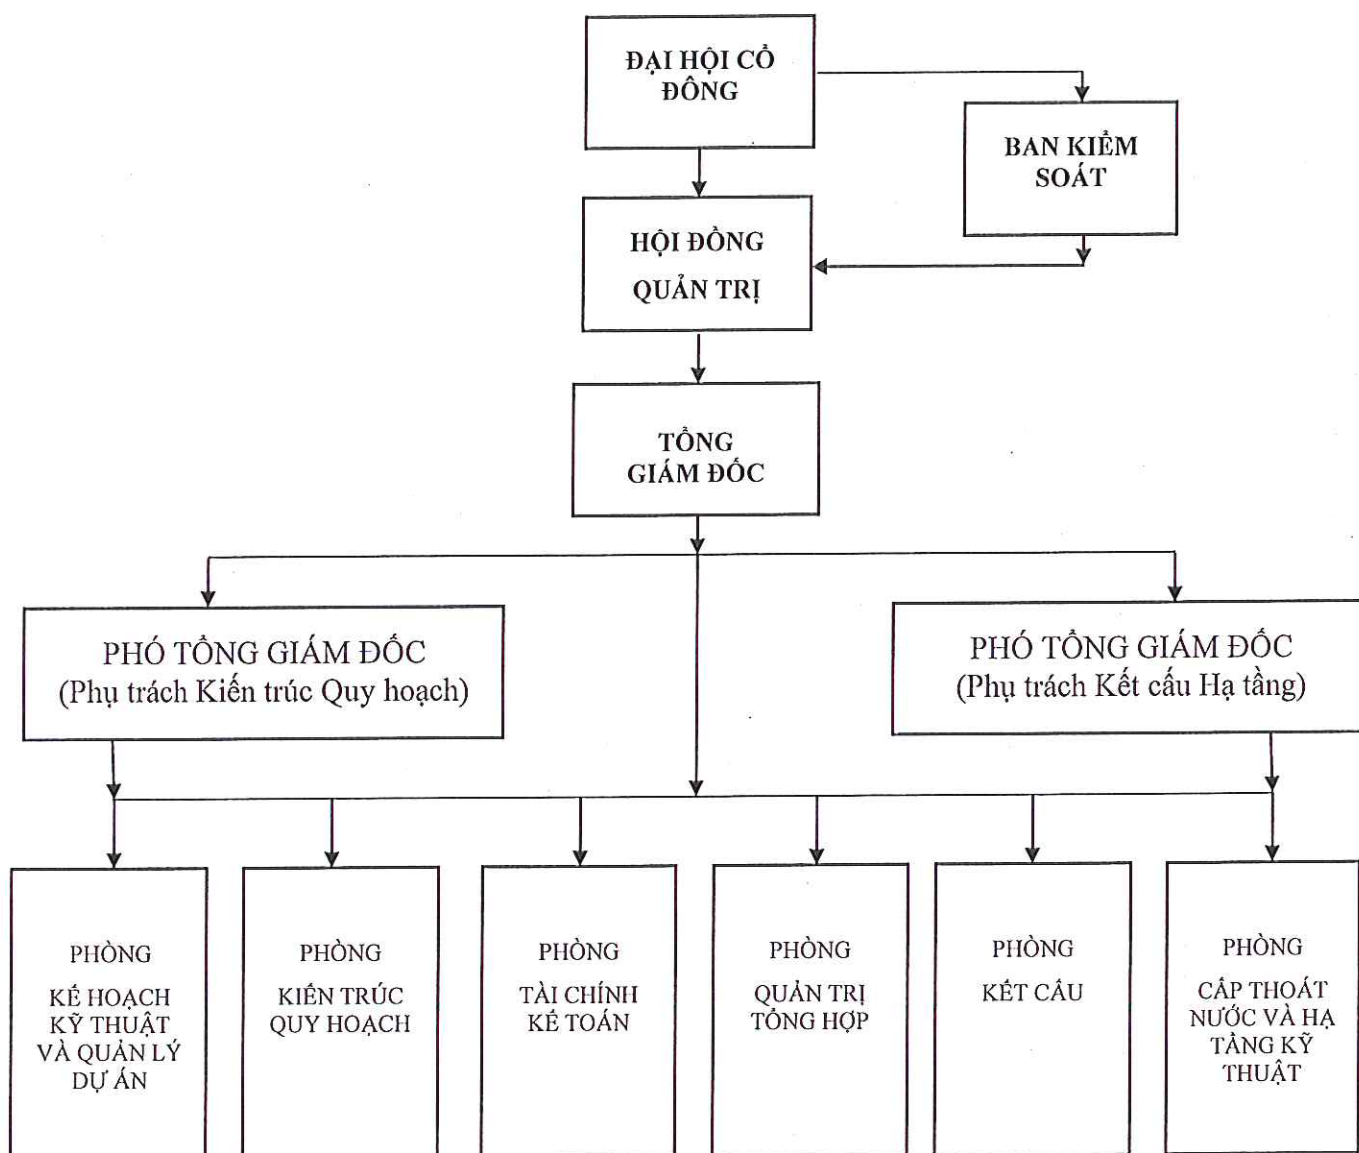 ĐẠI HỘI CỔ
ĐÔNG
BAN KIỂM
SOÁT
HỘI ĐỒNG
QUẢN TRỊ
TỔNG
GIÁM ĐỐC
PHÓ TỔNG GIÁM ĐỐC
(Phụ trách Kiến trúc Quy hoạch)
PHÓ TỔNG GIÁM ĐỐC
(Phụ trách Kết cấu Hạ tầng)
PHÒNG
KẾ HOẠCH
KỸ THUẬT
VÀ QUẢN LÝ
DỰ ÁN
PHÒNG
KIẾN TRÚC
QUY HOẠCH
PHÒNG
TÀI CHÍNH
KẾ TOÁN
PHÒNG
QUẢN TRỊ
TỔNG HỢP
PHÒNG
KẾT CẤU
PHÒNG
CẤP THOÁT
NƯỚC VÀ HẠ
TẦNG KỸ
THUẬT